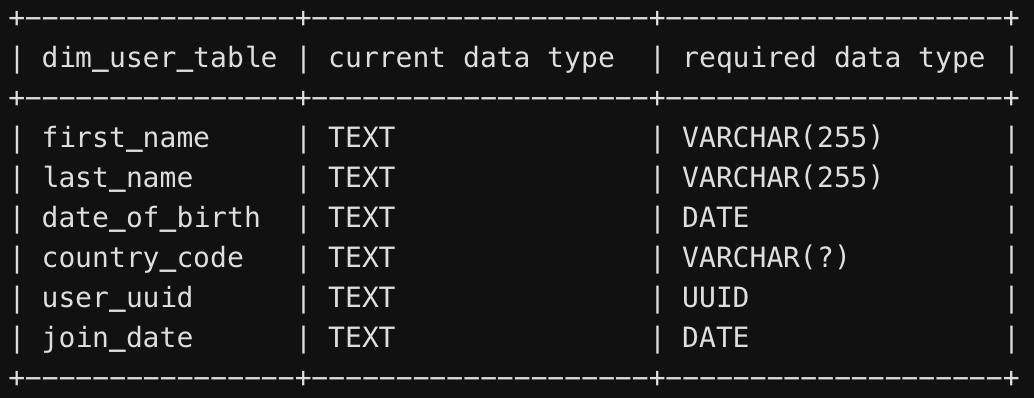 +----------------+--------------------+---------------------+
| dim_user_table | current data type  | required data type |
+----------------+--------------------+---------------------+
| first_name     | TEXT               | VARCHAR(255)       |
| last_name      | TEXT               | VARCHAR(255)       |
| date_of_birth  | TEXT               | DATE               |
| country_code   | TEXT               | VARCHAR(?)         |
| user_uuid      | TEXT               | UUID               |
| join_date      | TEXT               | DATE               |
+----------------+--------------------+---------------------+